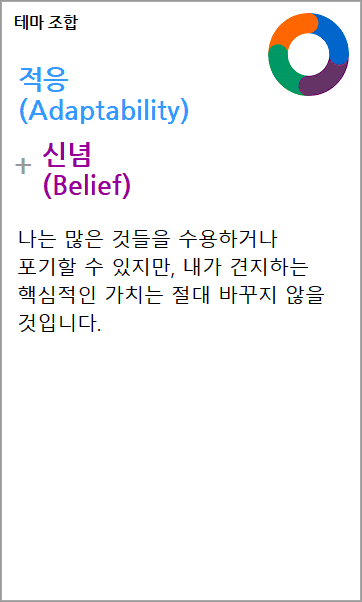 테마 조합
적응
(Adaptability)
+ 신념
(Belief)
나는 많은 것들을 수용하거나
포기할 수 있지만, 내가 견지하는
핵심적인 가치는 절대 바꾸지 않을
것입니다.